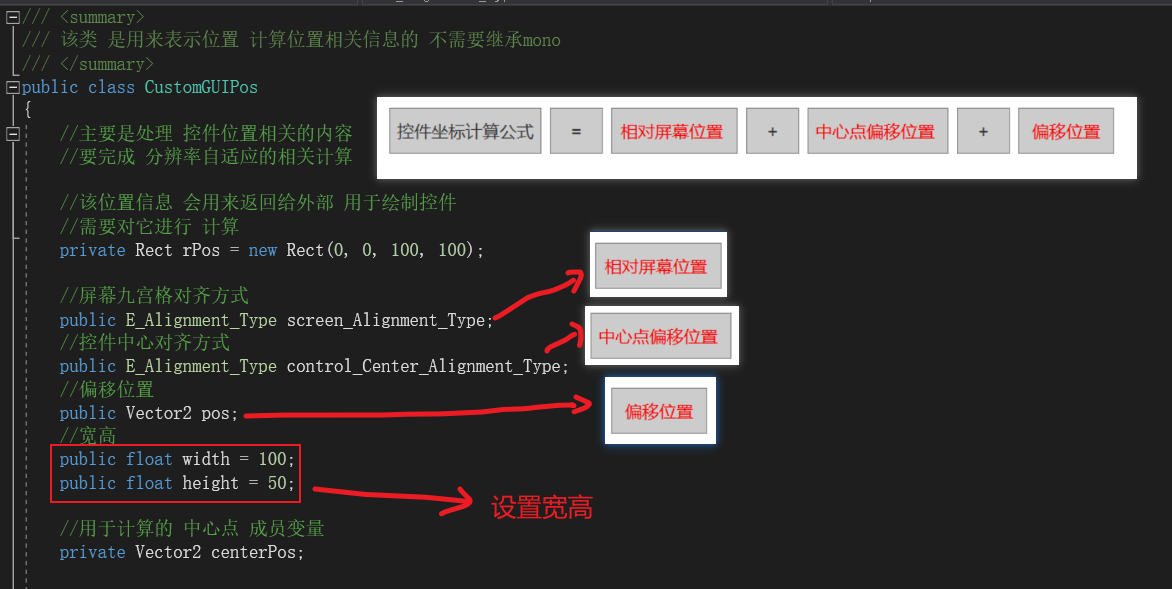 /// <summary>
/// 该类 是用来表示位置 计算位置相关信息的 不需要继承mono
/// </summary>
public class CustomGUIPos
{
//主要是处理 控件位置相关的内容
//要完成 分辨率自适应的相关计算
控件坐标计算公式 = 相对屏幕位置 + 中心点偏移位置 + 偏移位置
//该位置信息 会用来返回给外部 用于绘制控件
//需要对它进行 计算
private Rect rPos = new Rect(0, 0, 100, 100);
相对屏幕位置
//屏幕九宫格对齐方式
public E_Alignment_Type screen_Alignment_Type;
中心点偏移位置
//控件中心对齐方式
public E_Alignment_Type control_Center_Alignment_Type;
//偏移位置
public Vector2 pos;
偏移位置
//宽高
public float width = 100;
public float height = 50;
设置宽高
//用于计算的 中心点 成员变量
private Vector2 centerPos;